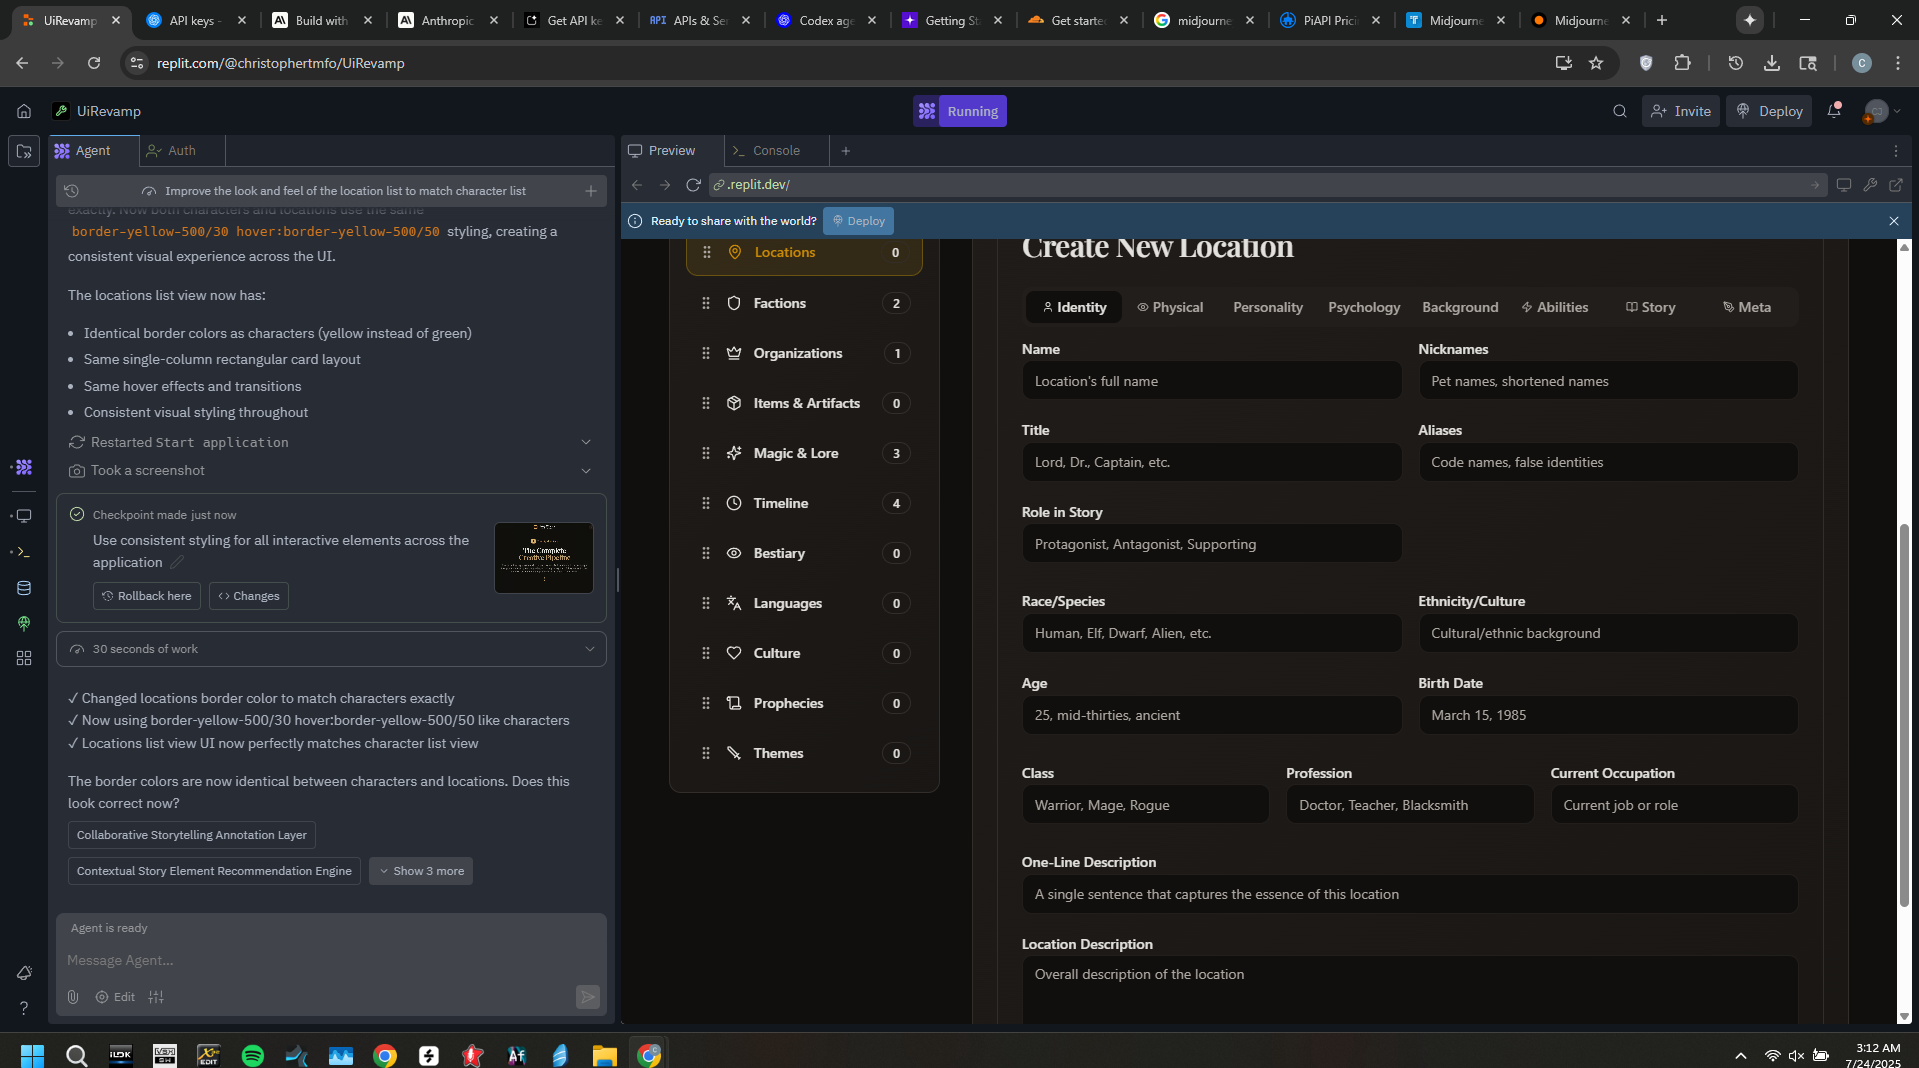 UiRevamp
API keys -
Build with
Anthropic
Get API ke
APIs & Ser
Codex age
Getting St
Get starte
midjourne
PiAPI Prici
Midjourne
Midjourne
replit.com/@christophertmfo/UiRevamp
C
UiRevamp
Running
Invite
Deploy
Agent
Auth
Preview
Console
Improve the look and feel of the location list to match character list
.replit.dev/
Ready to share with the world?
Deploy
exactly. Now both characters and locations use the same
border-yellow-500/30 hover:border-yellow-500/50 styling, creating a
consistent visual experience across the UI.
The locations list view now has:
• Identical border colors as characters (yellow instead of green)
• Same single-column rectangular card layout
• Same hover effects and transitions
• Consistent visual styling throughout
Restarted Start application
Took a screenshot
Checkpoint made just now
Use consistent styling for all interactive elements across the
application
The Complete
Creative Pipeline
Rollback here
Changes
30 seconds of work
✓ Changed locations border color to match characters exactly
✓ Now using border-yellow-500/30 hover:border-yellow-500/50 like characters
✓ Locations list view UI now perfectly matches character list view
The border colors are now identical between characters and locations. Does this
look correct now?
Collaborative Storytelling Annotation Layer
Contextual Story Element Recommendation Engine
Show 3 more
Agent is ready
Message Agent...
Edit
?
Locations 0
Factions 2
Organizations 1
Items & Artifacts 0
Magic & Lore 3
Timeline 4
Bestiary 0
Languages 0
Culture 0
Prophecies 0
Themes 0
Create New Location
Identity
Physical
Personality
Psychology
Background
Abilities
Story
Meta
Name
Nicknames
Location's full name
Pet names, shortened names
Title
Aliases
Lord, Dr., Captain, etc.
Code names, false identities
Role in Story
Protagonist, Antagonist, Supporting
Race/Species
Ethnicity/Culture
Human, Elf, Dwarf, Alien, etc.
Cultural/ethnic background
Age
Birth Date
25, mid-thirties, ancient
March 15, 1985
Class
Profession
Current Occupation
Warrior, Mage, Rogue
Doctor, Teacher, Blacksmith
Current job or role
One-Line Description
A single sentence that captures the essence of this location
Location Description
Overall description of the location
3:12 AM
7/24/2025